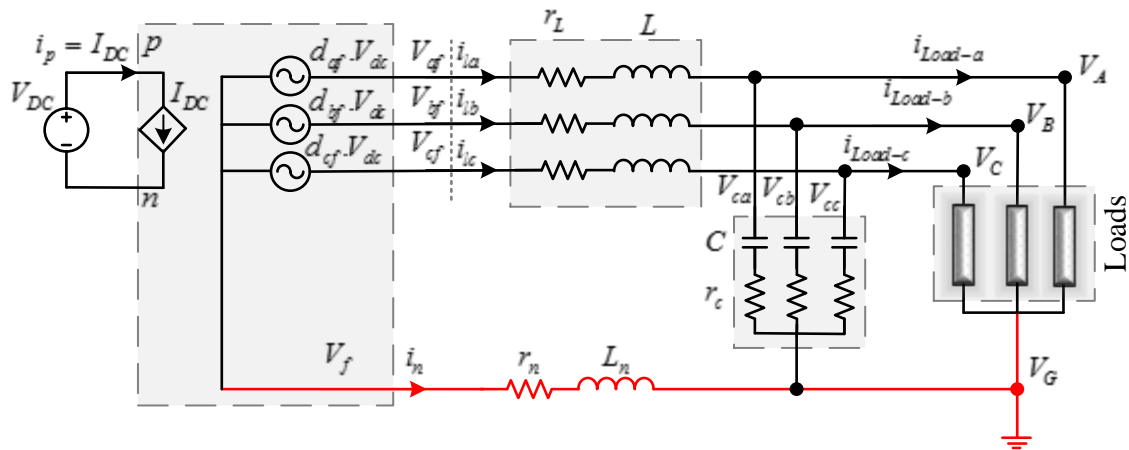 r_L L
i_p = I_DC p d_af.V_dc V_af i_la i_Load-a V_A
V_DC I_DC d_bf.V_dc V_bf i_lb i_Load-b V_B
d_cf.V_dc V_cf i_lc i_Load-c V_C
n V_ca V_cb V_cc
C
r_c
Loads
V_f i_n r_n L_n V_G